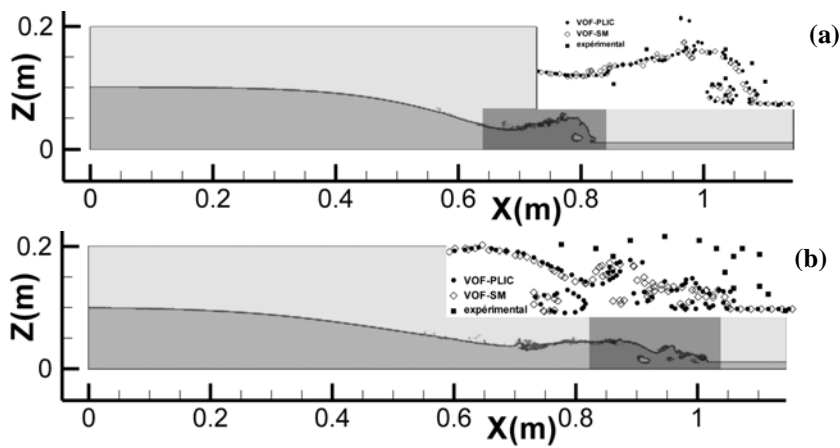 0.2
VOF-PLIC
VOF-SM
expérimental
(a)
Z(m)
0
0 0.2 0.4 0.6 0.8 1
X(m)
0.2
VOF-PLIC
VOF-SM
expérimental
(b)
Z(m)
0
0 0.2 0.4 0.6 0.8 1
X(m)